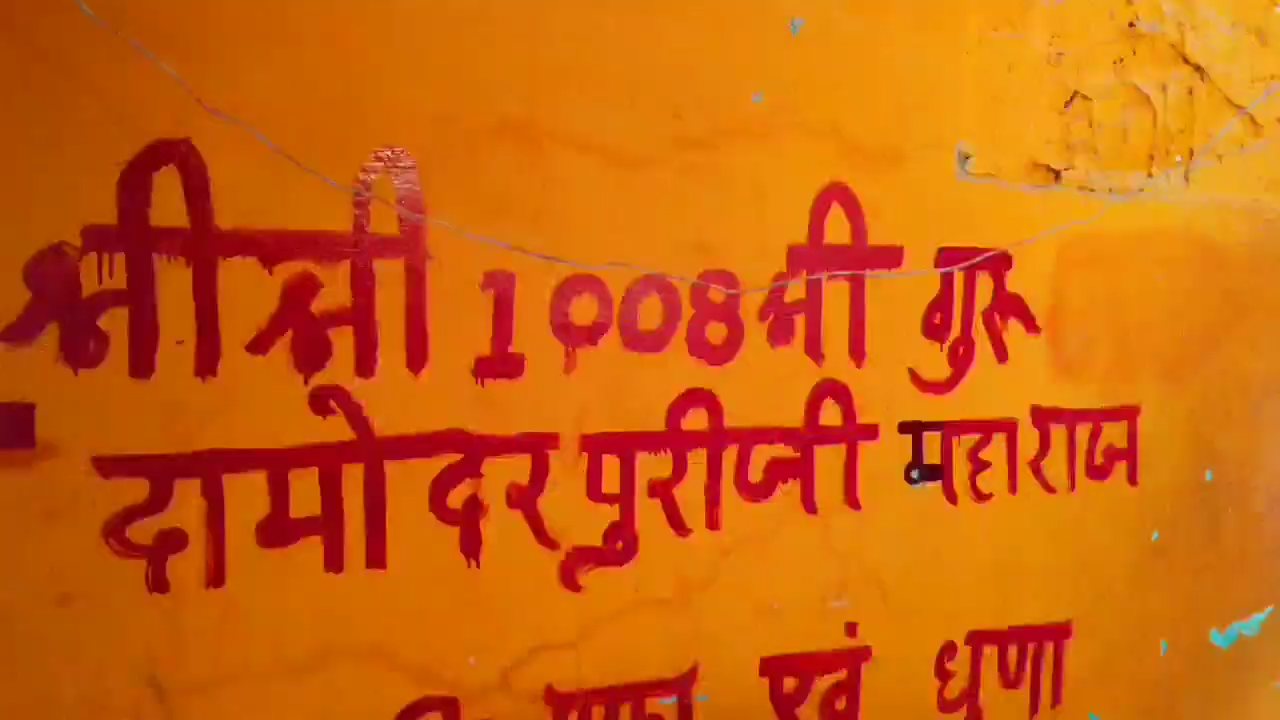 श्री श्री 1008 श्री गुरू
दामोदर पुरीजी महाराज
एवं धुणा